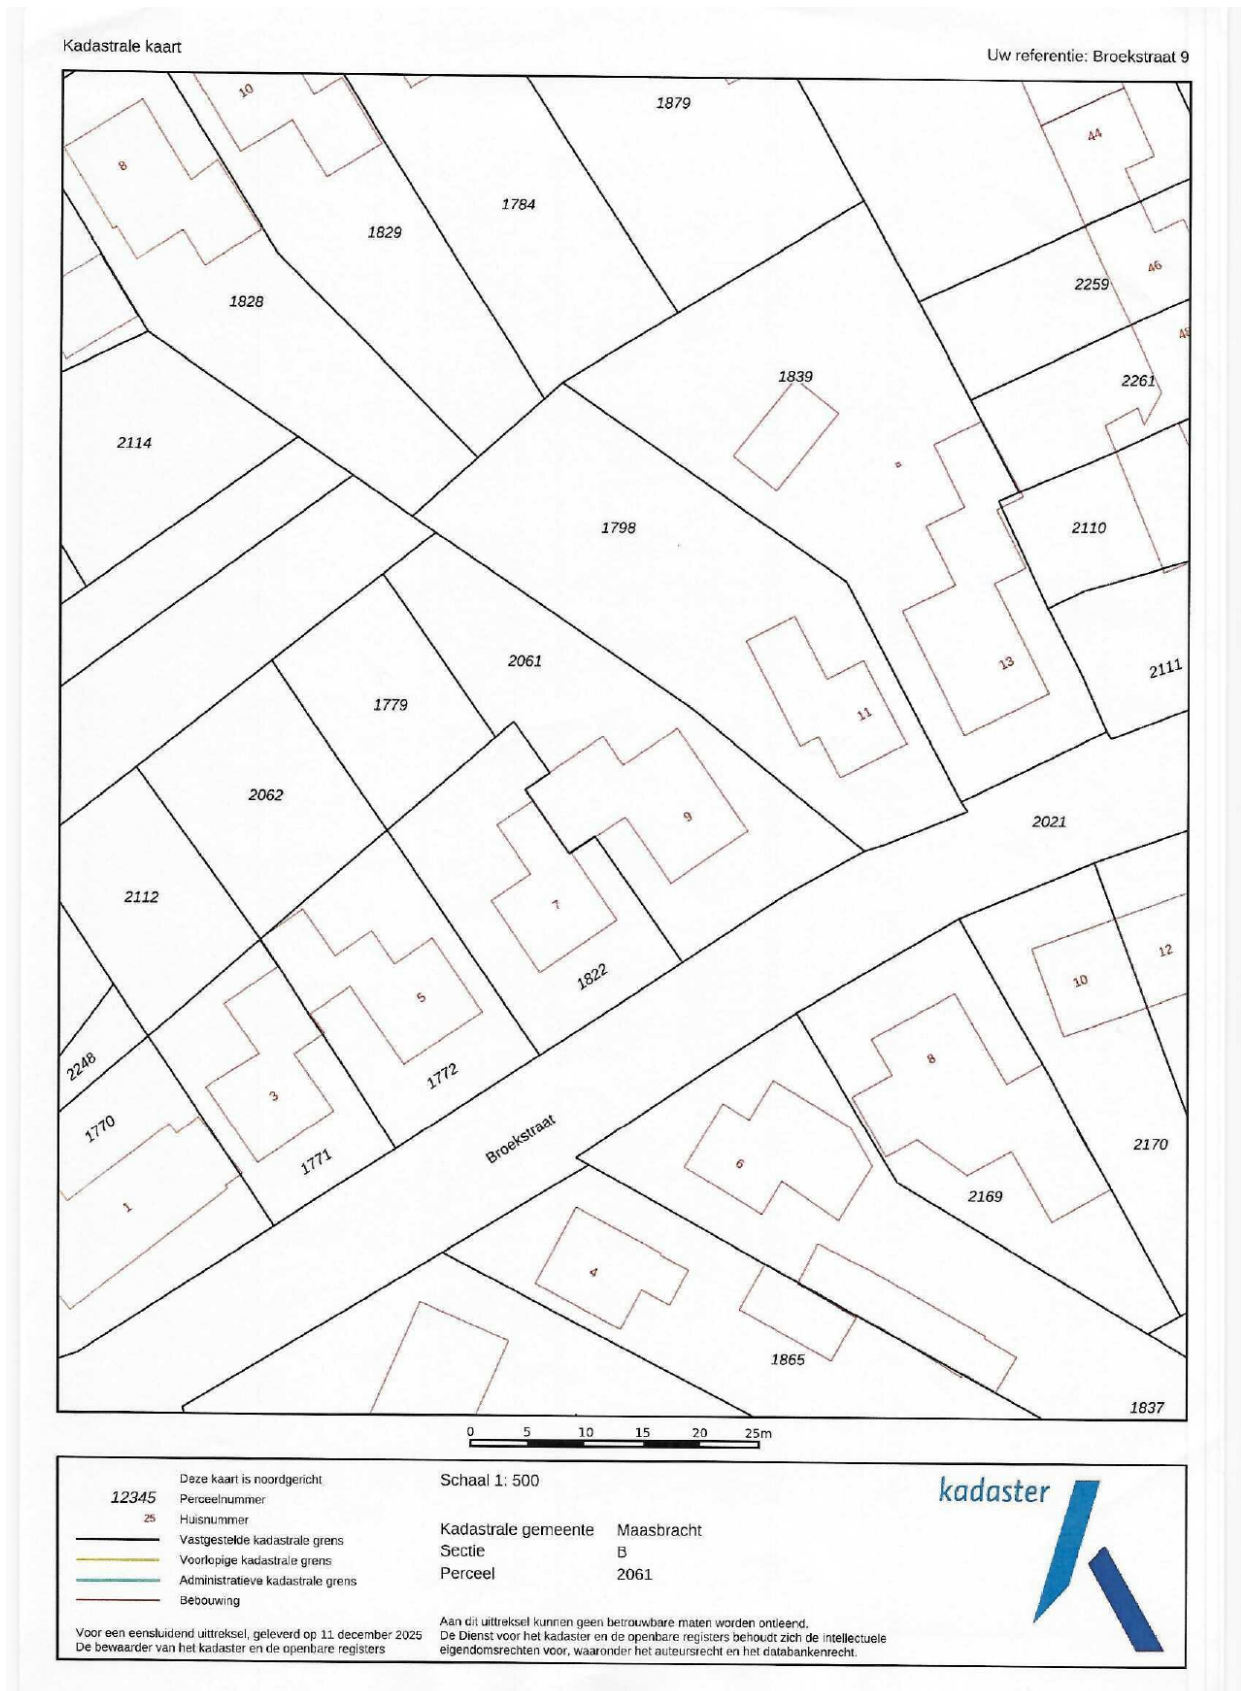 Kadastrale kaart
Uw referentie: Broekstraat 9
10
1879
44
8
1784
1829
46
2259
1828
48
1839
2261
2114
1798
2110
2061
13
2111
1779
11
2062
9
2021
2112
7
12
1822
10
5
8
2248
1772
3
1770
Broekstraat
2170
1771
6
2169
1
4
1865
1837
0 5 10 15 20 25m
Deze kaart is noordgericht
12345 Perceelnummer
25 Huisnummer
Vastgestelde kadastrale grens
Voorlopige kadastrale grens
Administratieve kadastrale grens
Bebouwing
Voor een eensluidend uittreksel, geleverd op 11 december 2025
De bewaarder van het kadaster en de openbare registers
Schaal 1: 500
Kadastrale gemeente Maasbracht
Sectie B
Perceel 2061
Aan dit uittreksel kunnen geen betrouwbare maten worden ontleend.
De Dienst voor het kadaster en de openbare registers behoudt zich de intellectuele
eigendomsrechten voor, waaronder het auteursrecht en het databankenrecht.
kadaster